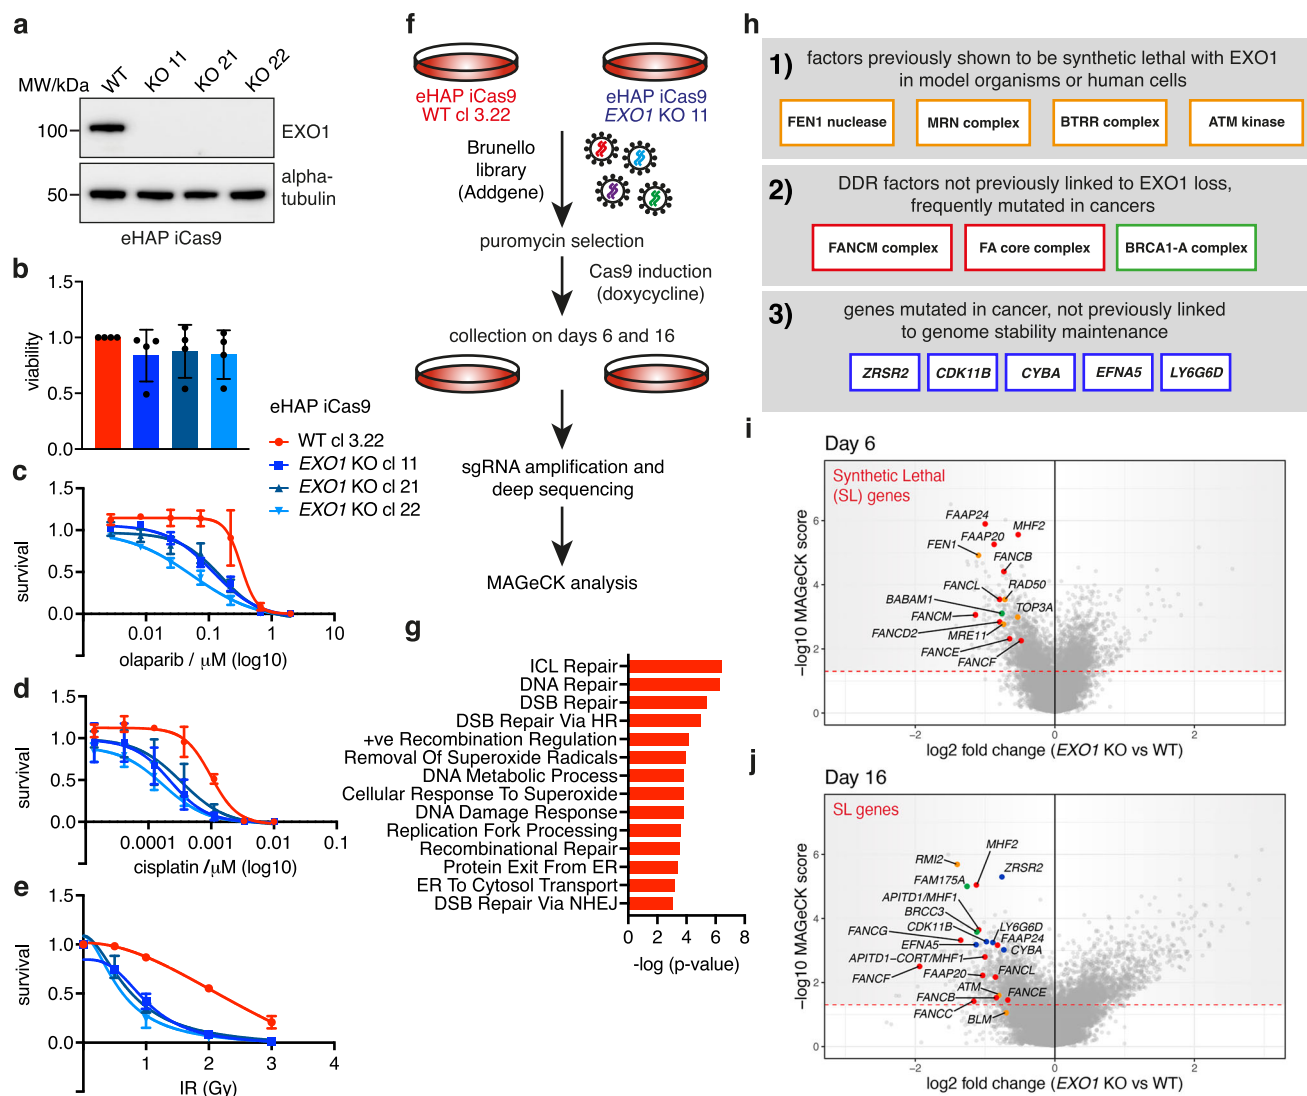 a
WT
KO 11
KO 21
KO 22
MW/kDa
100
EXO1
50
alpha-
tubulin
eHAP iCas9
b
1.5
1.0
0.5
0.0
viability
eHAP iCas9
WT cl 3.22
EXO1 KO cl 11
EXO1 KO cl 21
EXO1 KO cl 22
c
1.5
1.0
0.5
0.0
survival
0.01
0.1
1
10
olaparib / μM (log10)
d
1.5
1.0
0.5
0.0
survival
0.0001
0.001
0.01
0.1
cisplatin /μM (log10)
e
1.5
1.0
0.5
0.0
survival
1
2
3
4
IR (Gy)
f
eHAP iCas9
WT cl 3.22
eHAP iCas9
EXO1 KO 11
Brunello
library
(Addgene)
puromycin selection
Cas9 induction
(doxycycline)
collection on days 6 and 16
sgRNA amplification and
deep sequencing
MAGeCK analysis
g
ICL Repair
DNA Repair
DSB Repair
DSB Repair Via HR
+ve Recombination Regulation
Removal Of Superoxide Radicals
DNA Metabolic Process
Cellular Response To Superoxide
DNA Damage Response
Replication Fork Processing
Recombinational Repair
Protein Exit From ER
ER To Cytosol Transport
DSB Repair Via NHEJ
0 2 4 6 8
-log (p-value)
h
1) factors previously shown to be synthetic lethal with EXO1
in model organisms or human cells
FEN1 nuclease
MRN complex
BTRR complex
ATM kinase
2) DDR factors not previously linked to EXO1 loss,
frequently mutated in cancers
FANCM complex
FA core complex
BRCA1-A complex
3) genes mutated in cancer, not previously linked
to genome stability maintenance
ZRSR2
CDK11B
CYBA
EFNA5
LY6G6D
i
Day 6
Synthetic Lethal
(SL) genes
FAAP24
MHF2
FAAP20
FEN1
FANCB
FANCL
RAD50
BABAM1
TOP3A
FANCM
FANCD2
MRE11
FANCE
FANCF
6
4
2
0
−log10 MAGeCK score
−2
0
2
log2 fold change (EXO1 KO vs WT)
j
Day 16
SL genes
MHF2
RMI2
ZRSR2
FAM175A
APITD1/MHF1
BRCC3
CDK11B
LY6G6D
FANCG
FAAP24
EFNA5
CYBA
APITD1−CORT/MHF1
FANCF
FAAP20
FANCL
ATM
FANCE
FANCB
FANCC
BLM
6
4
2
0
−log10 MAGeCK score
−2
0
2
log2 fold change (EXO1 KO vs WT)